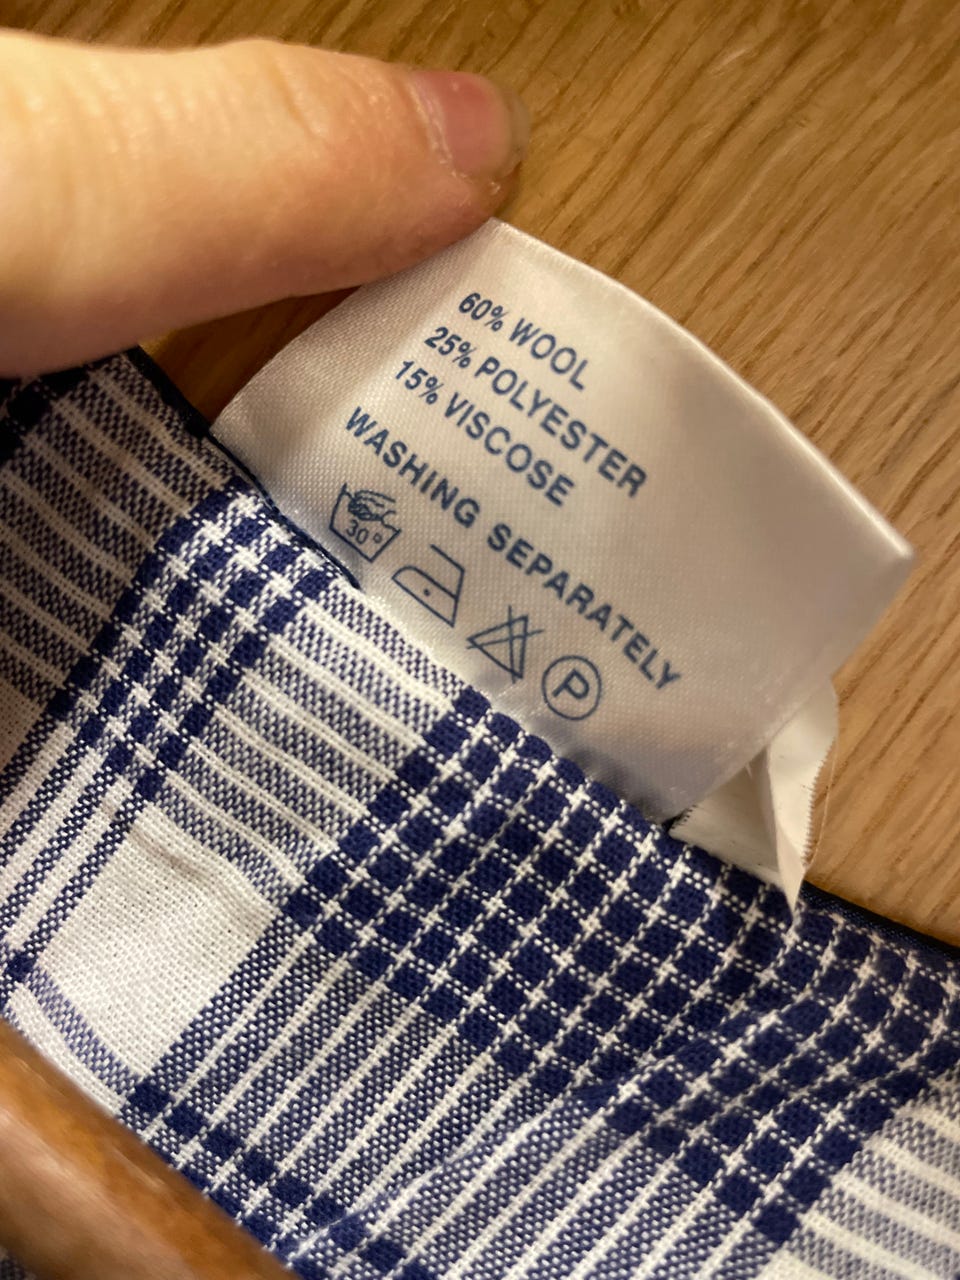 60% WOOL
25% POLYESTER
15% VISCOSE
WASHING SEPARATELY
30°
P